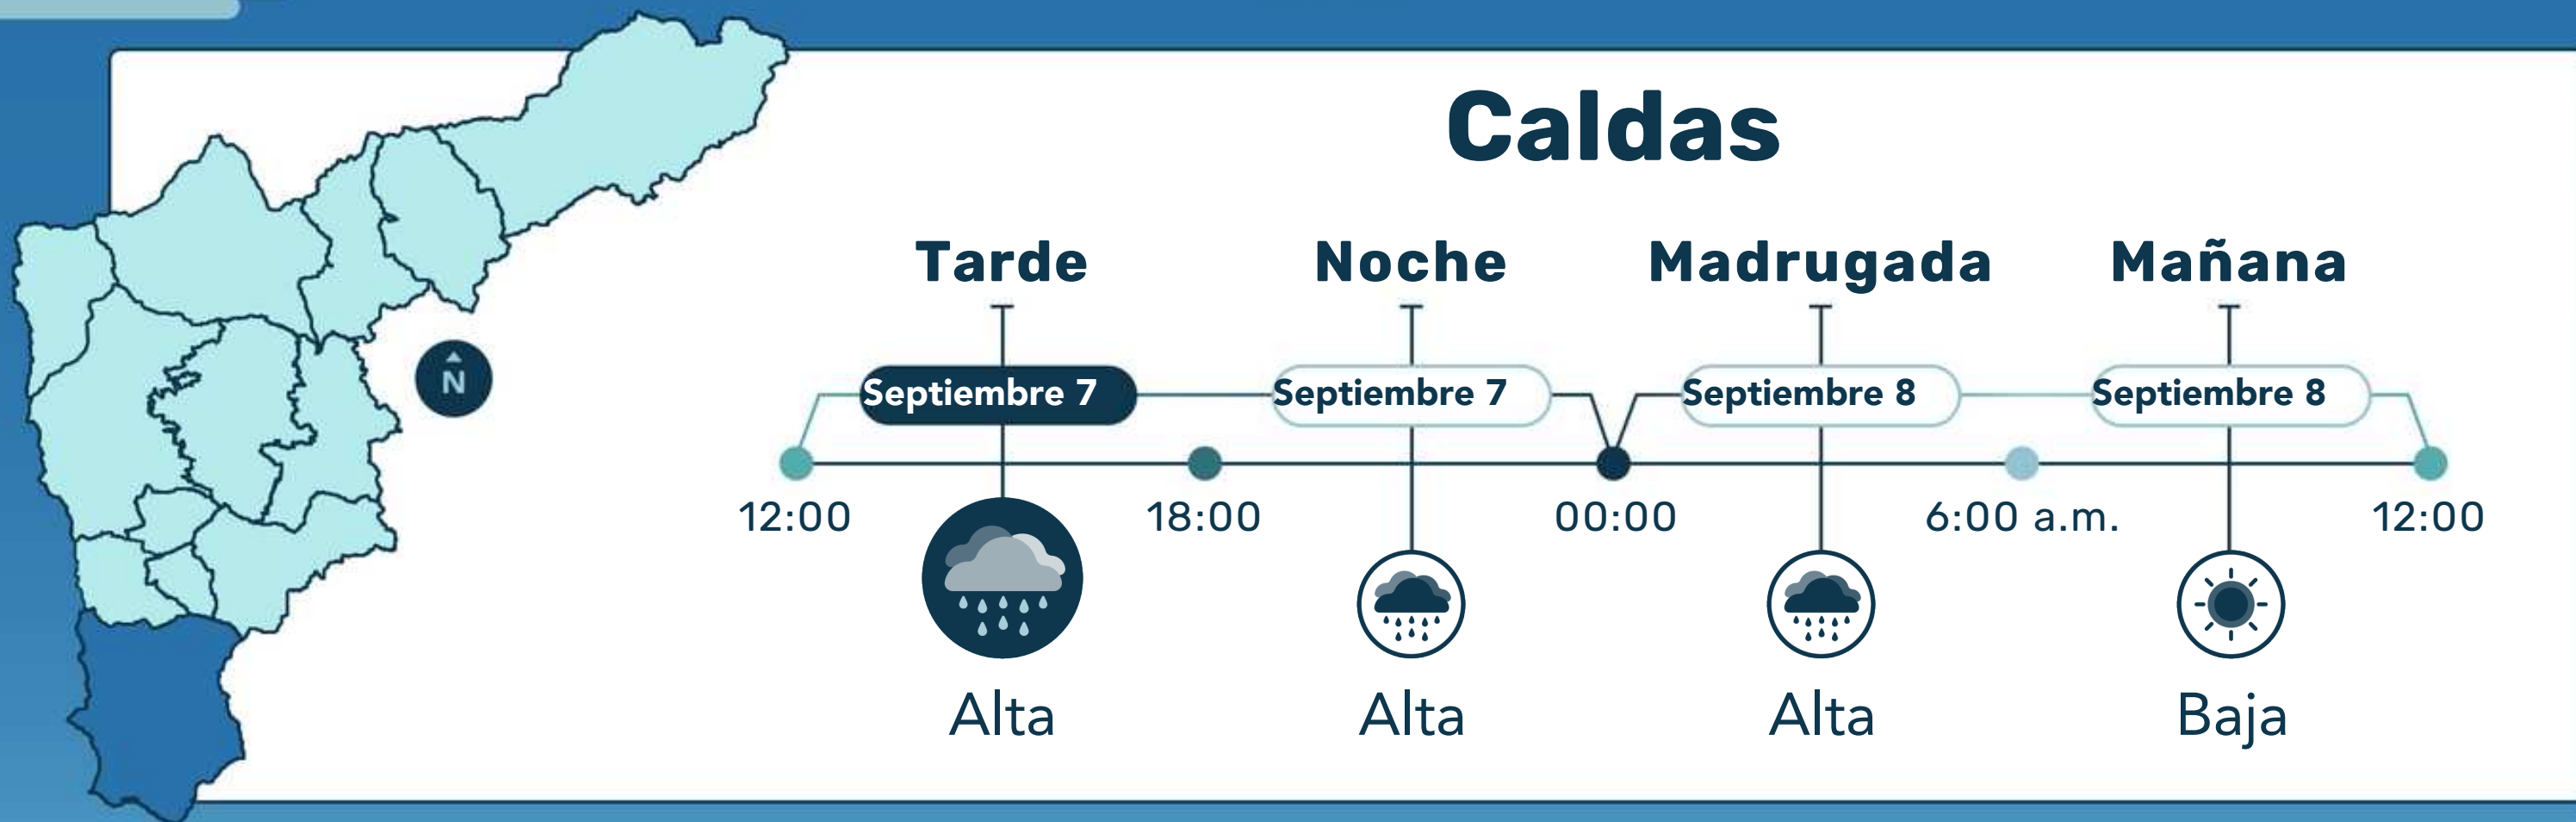 Caldas
Tarde Noche Madrugada Mañana
Septiembre 7 Septiembre 7 Septiembre 8 Septiembre 8
N
12:00 18:00 00:00 6:00 a.m. 12:00
Alta Alta Alta Baja